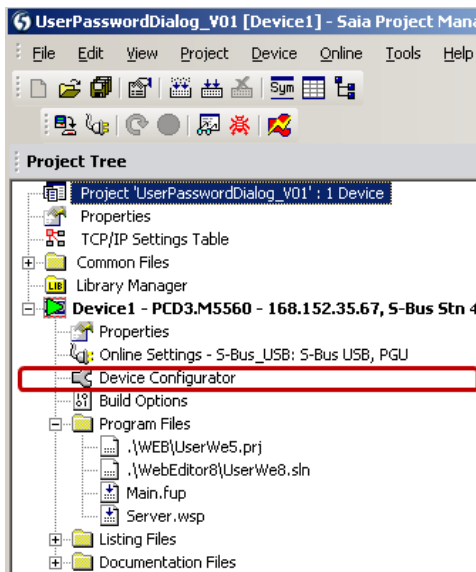 UserPasswordDialog_V01 [Device1] - Saia Project Mana
File Edit View Project Device Online Tools Help
Sym
Project Tree
Project 'UserPasswordDialog_V01' : 1 Device
Properties
TCP/IP Settings Table
Common Files
LIB Library Manager
Device1 - PCD3.M5560 - 168.152.35.67, S-Bus Stn 4
Properties
Online Settings - S-Bus_USB: S-Bus USB, PGU
Device Configurator
Build Options
Program Files
.\WEB\UserWe5.prj
.\WebEditor8\UserWe8.sln
Main.fup
Server.wsp
Listing Files
Documentation Files